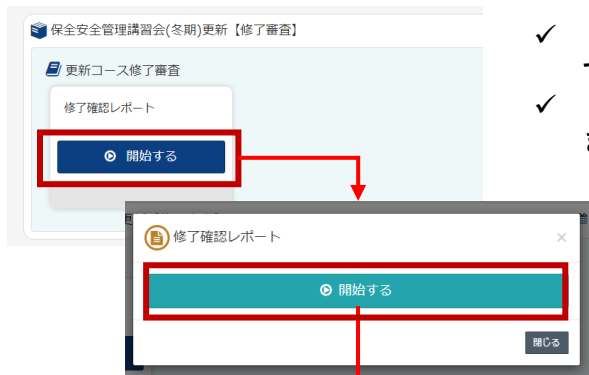 保全安全管理講習会(冬期)更新【修了審査】
更新コース修了審査
修了確認レポート
開始する
修了確認レポート
×
開始する
閉じる